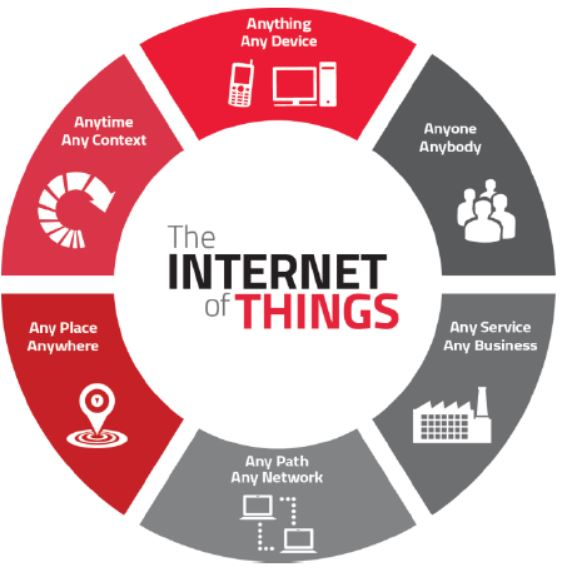 Anything
Any Device
Anyone
Anybody
Any Service
Any Business
Any Path
Any Network
Any Place
Anywhere
Anytime
Any Context
The
INTERNET
of THINGS